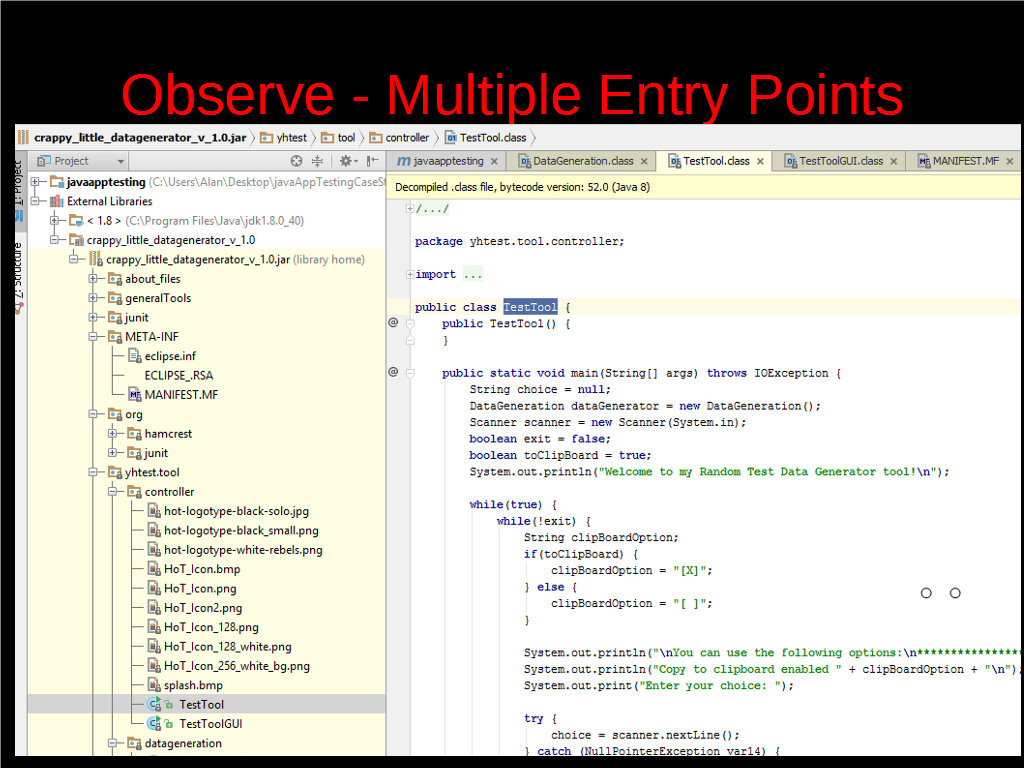 Observe - Multiple Entry Points
crappy_little_datagenerator_v_1.0.jar yhtest tool controller TestTool.class
Project
javaapptesting DataGeneration.class TestTool.class TestToolGUI.class MANIFEST.MF
1: Project
Z: Structure
javaapptesting (C:\Users\Alan\Desktop\javaAppTestingCaseSt
External Libraries
< 1.8 > (C:\Program Files\Java\jdk1.8.0_40)
crappy_little_datagenerator_v_1.0
crappy_little_datagenerator_v_1.0.jar (library home)
about_files
generalTools
junit
META-INF
eclipse.inf
ECLIPSE_.RSA
MANIFEST.MF
org
hamcrest
junit
yhtest.tool
controller
hot-logotype-black-solo.jpg
hot-logotype-black_small.png
hot-logotype-white-rebels.png
HoT_Icon.bmp
HoT_Icon.png
HoT_Icon2.png
HoT_Icon_128.png
HoT_Icon_128_white.png
HoT_Icon_256_white_bg.png
splash.bmp
TestTool
TestToolGUI
datageneration
Decompiled .class file, bytecode version: 52.0 (Java 8)
/.../
package yhtest.tool.controller;
import ...
public class TestTool {
public TestTool() {
}
public static void main(String[] args) throws IOException {
String choice = null;
DataGeneration dataGenerator = new DataGeneration();
Scanner scanner = new Scanner(System.in);
boolean exit = false;
boolean toClipBoard = true;
System.out.println("Welcome to my Random Test Data Generator tool!\n");
while(true) {
while(!exit) {
String clipBoardOption;
if(toClipBoard) {
clipBoardOption = "[X]";
} else {
clipBoardOption = "[ ]";
}
System.out.println("\nYou can use the following options:\n****************
System.out.println("Copy to clipboard enabled " + clipBoardOption + "\n");
System.out.print("Enter your choice: ");
try {
choice = scanner.nextLine();
} catch (NullPointerException var14) {